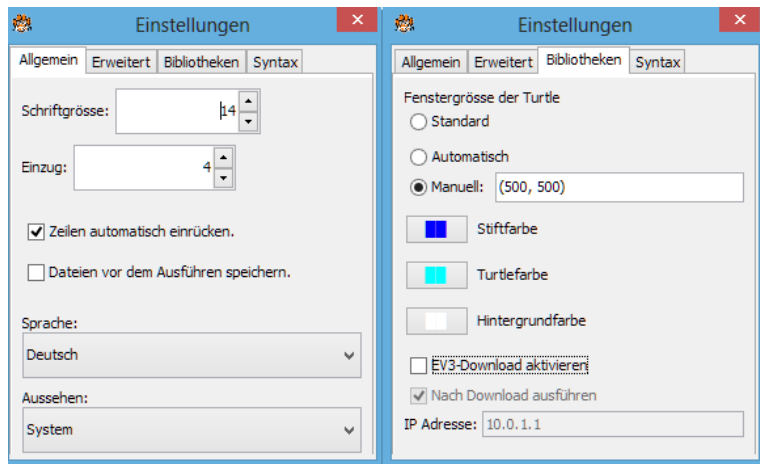 Einstellungen
Allgemein Erweitert Bibliotheken Syntax
Schriftgrösse: 14
Einzug: 4
Zeilen automatisch einrücken.
Dateien vor dem Ausführen speichern.
Sprache:
Deutsch
Aussehen:
System
Einstellungen
Allgemein Erweitert Bibliotheken Syntax
Fenstergrösse der Turtle
Standard
Automatisch
Manuell: (500, 500)
Stiftfarbe
Turtlefarbe
Hintergrundfarbe
EV3-Download aktivieren
Nach Download ausführen
IP Adresse: 10.0.1.1